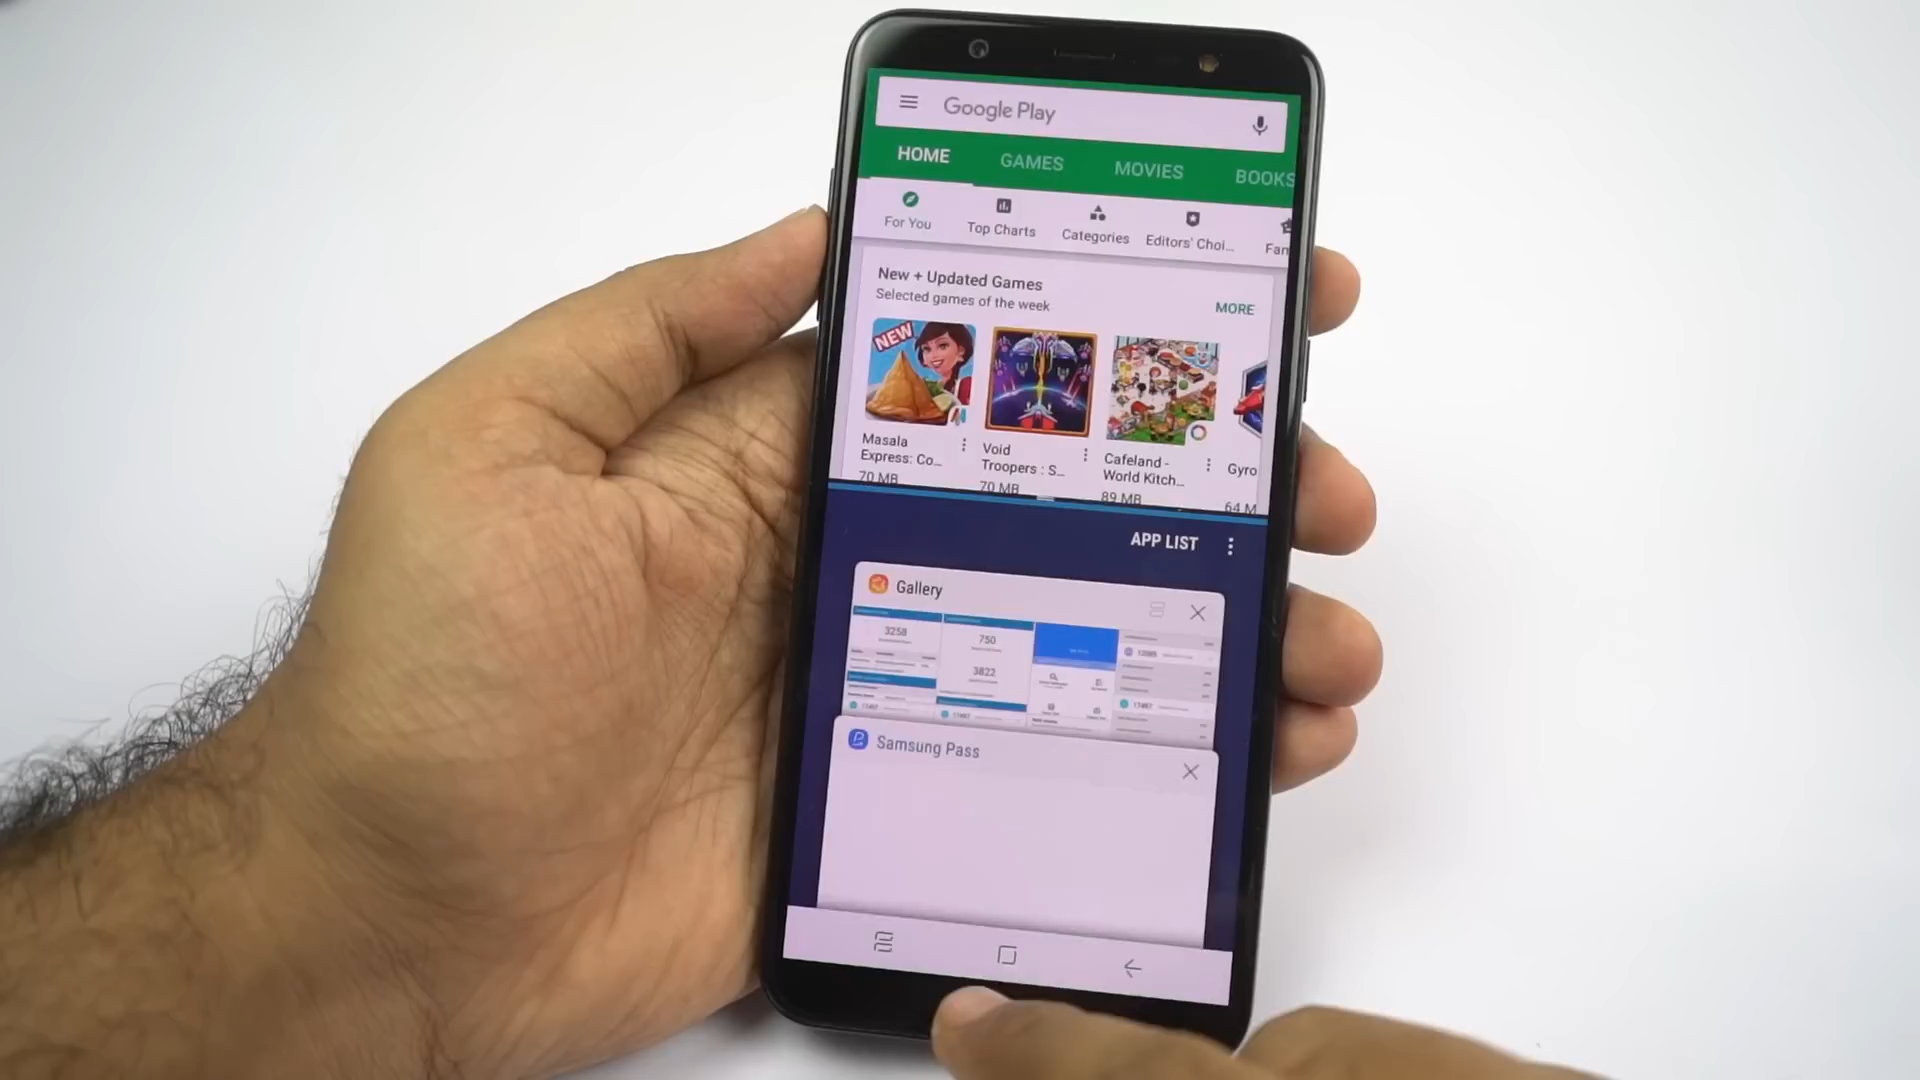 Google Play
HOME GAMES MOVIES BOOKS
For You Top Charts Categories Editors' Choi... Fan
New + Updated Games
Selected games of the week
MORE
NEW
Masala
Express: Co...
70 MB
Void
Troopers : S...
70 MB
Cafeland -
World Kitch...
89 MB
Gyro
64 M
APP LIST
Gallery
3258
750
3822
Samsung Pass